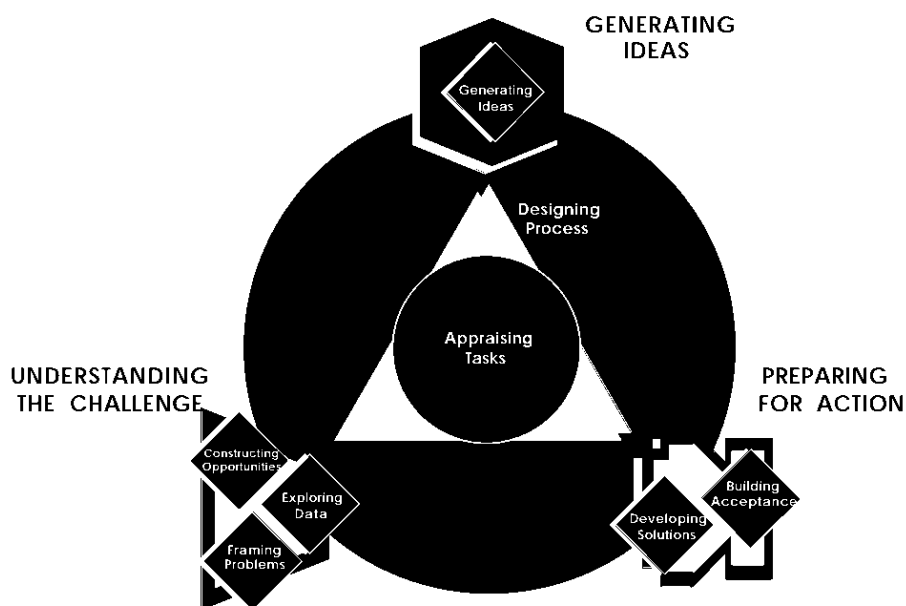 GENERATING
IDEAS
Generating
Ideas
Designing
Process
Appraising
Tasks
UNDERSTANDING
THE CHALLENGE
PREPARING
FOR ACTION
Constructing
Opportunities
Exploring
Data
Framing
Problems
Building
Acceptance
Developing
Solutions